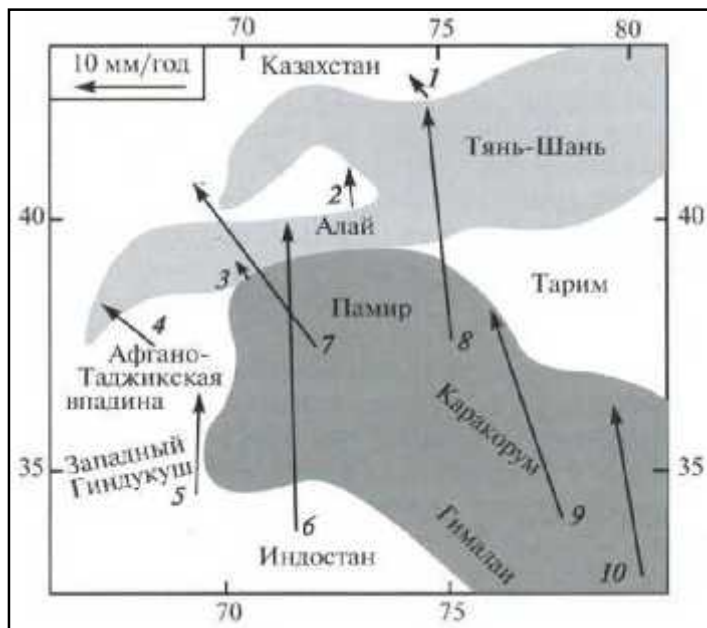 70
75
80
10 мм/год
Казахстан
1
Тянь-Шань
40
2
Алай
40
3
Памир
Тарим
4
7
8
Афгано-
Таджикская
впадина
Каракорум
Западный
Гиндукуш
35
35
5
6
9
Индостан
Гималаи
10
70
75